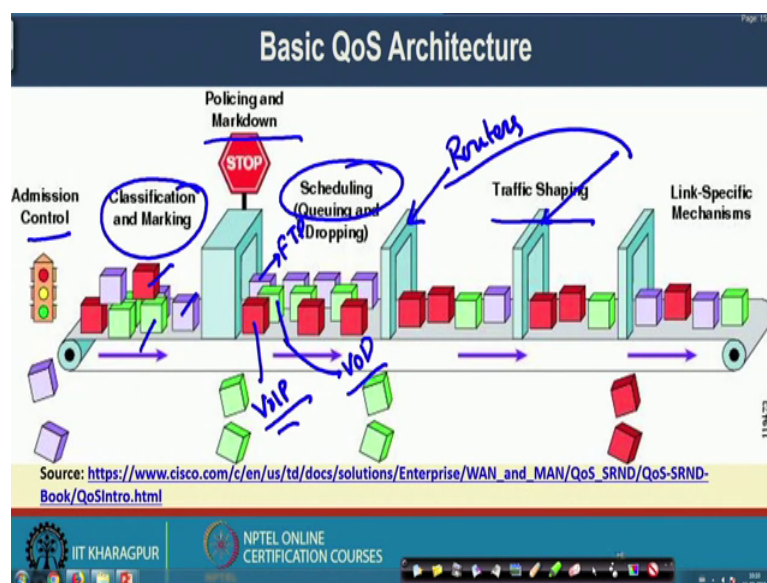 Page: 15
Basic QoS Architecture
Policing and
Markdown
STOP
Routers
Admission
Control
Classification
and Marking
Scheduling
(Queuing and
Dropping)
Traffic Shaping
Link-Specific
Mechanisms
FTP
VoIP
VoD
Source: https://www.cisco.com/c/en/us/td/docs/solutions/Enterprise/WAN_and_MAN/QoS_SRND/QoS-SRND-
Book/QoSIntro.html
IIT KHARAGPUR
NPTEL ONLINE
CERTIFICATION COURSES
NPTEL